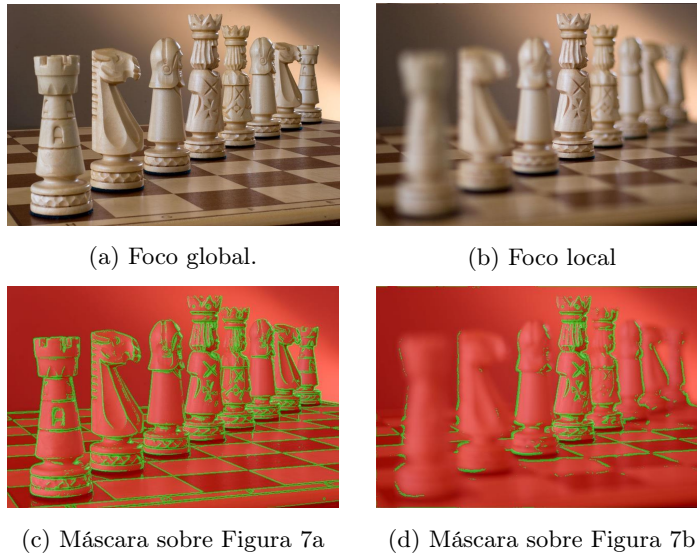 (a) Foco global.
(b) Foco local
(c) Máscara sobre Figura 7a
(d) Máscara sobre Figura 7b